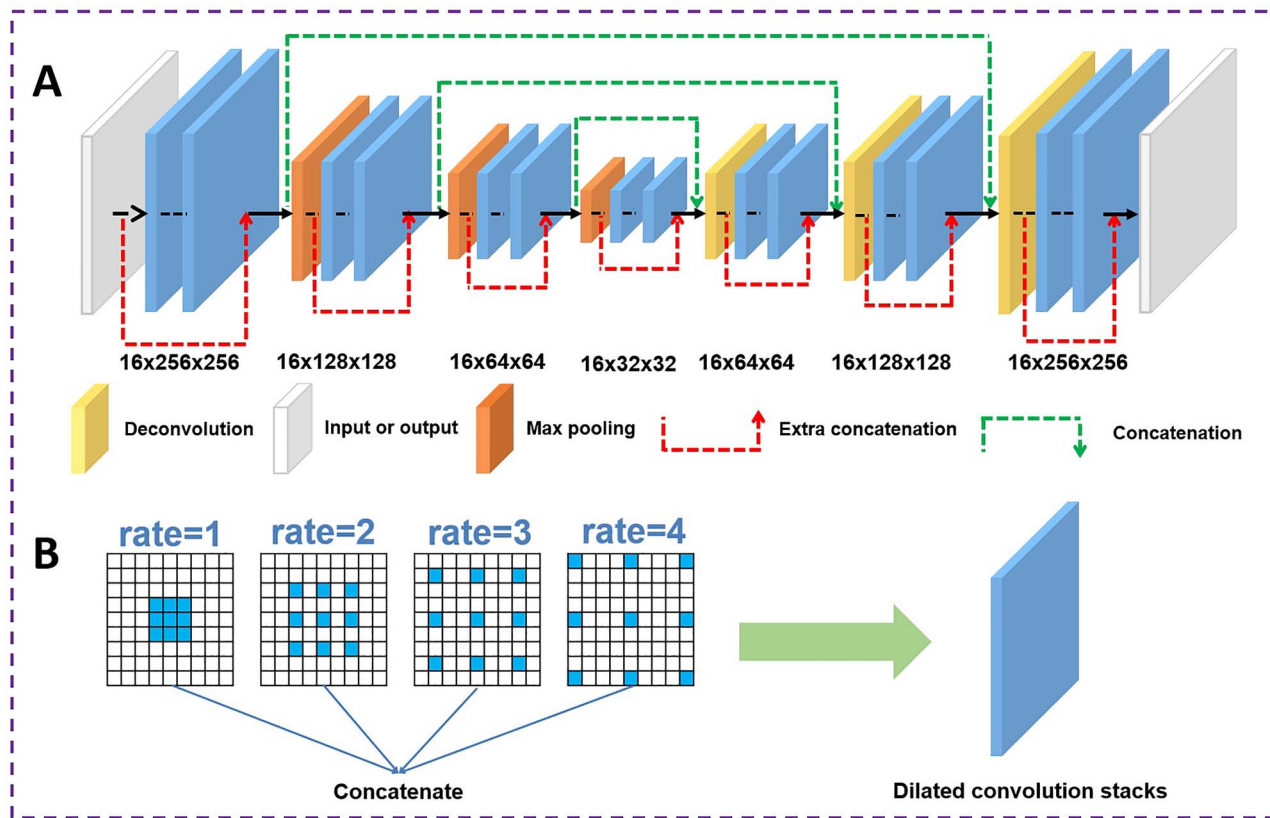 A
16x256x256 16x128x128 16x64x64 16x32x32 16x64x64 16x128x128 16x256x256
Deconvolution Input or output Max pooling Extra concatenation Concatenation
B
rate=1 rate=2 rate=3 rate=4
Concatenate
Dilated convolution stacks